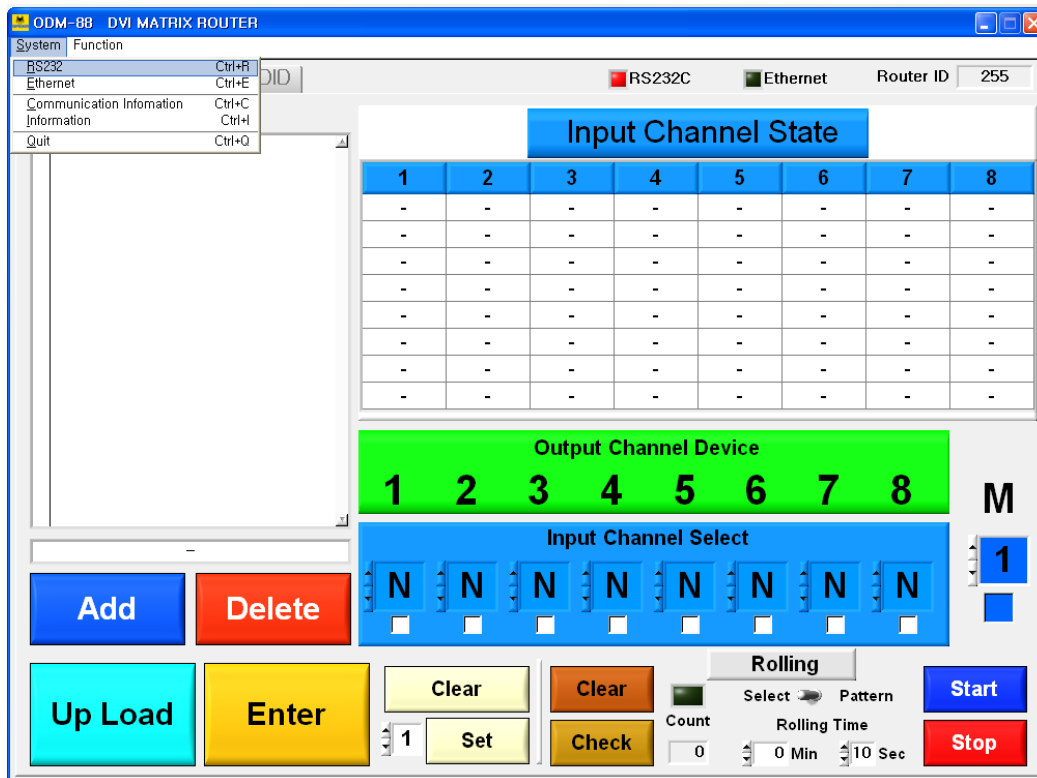 ODM-88 DVI MATRIX ROUTER
System Function
RS232 Ctrl+R
Ethernet Ctrl+E
Communication Infomation Ctrl+C
Information Ctrl+I
Quit Ctrl+Q
RS232C Ethernet Router ID 255
Input Channel State
1 2 3 4 5 6 7 8
- - - - - - - -
- - - - - - - -
- - - - - - - -
- - - - - - - -
- - - - - - - -
- - - - - - - -
- - - - - - - -
- - - - - - - -
Output Channel Device
1 2 3 4 5 6 7 8
M
Input Channel Select
N N N N N N N N
1
–
Add Delete
Up Load Enter
Clear
1 Set
Clear
Check
Rolling
Select Pattern
Count
0
Rolling Time
0 Min 10 Sec
Start
Stop